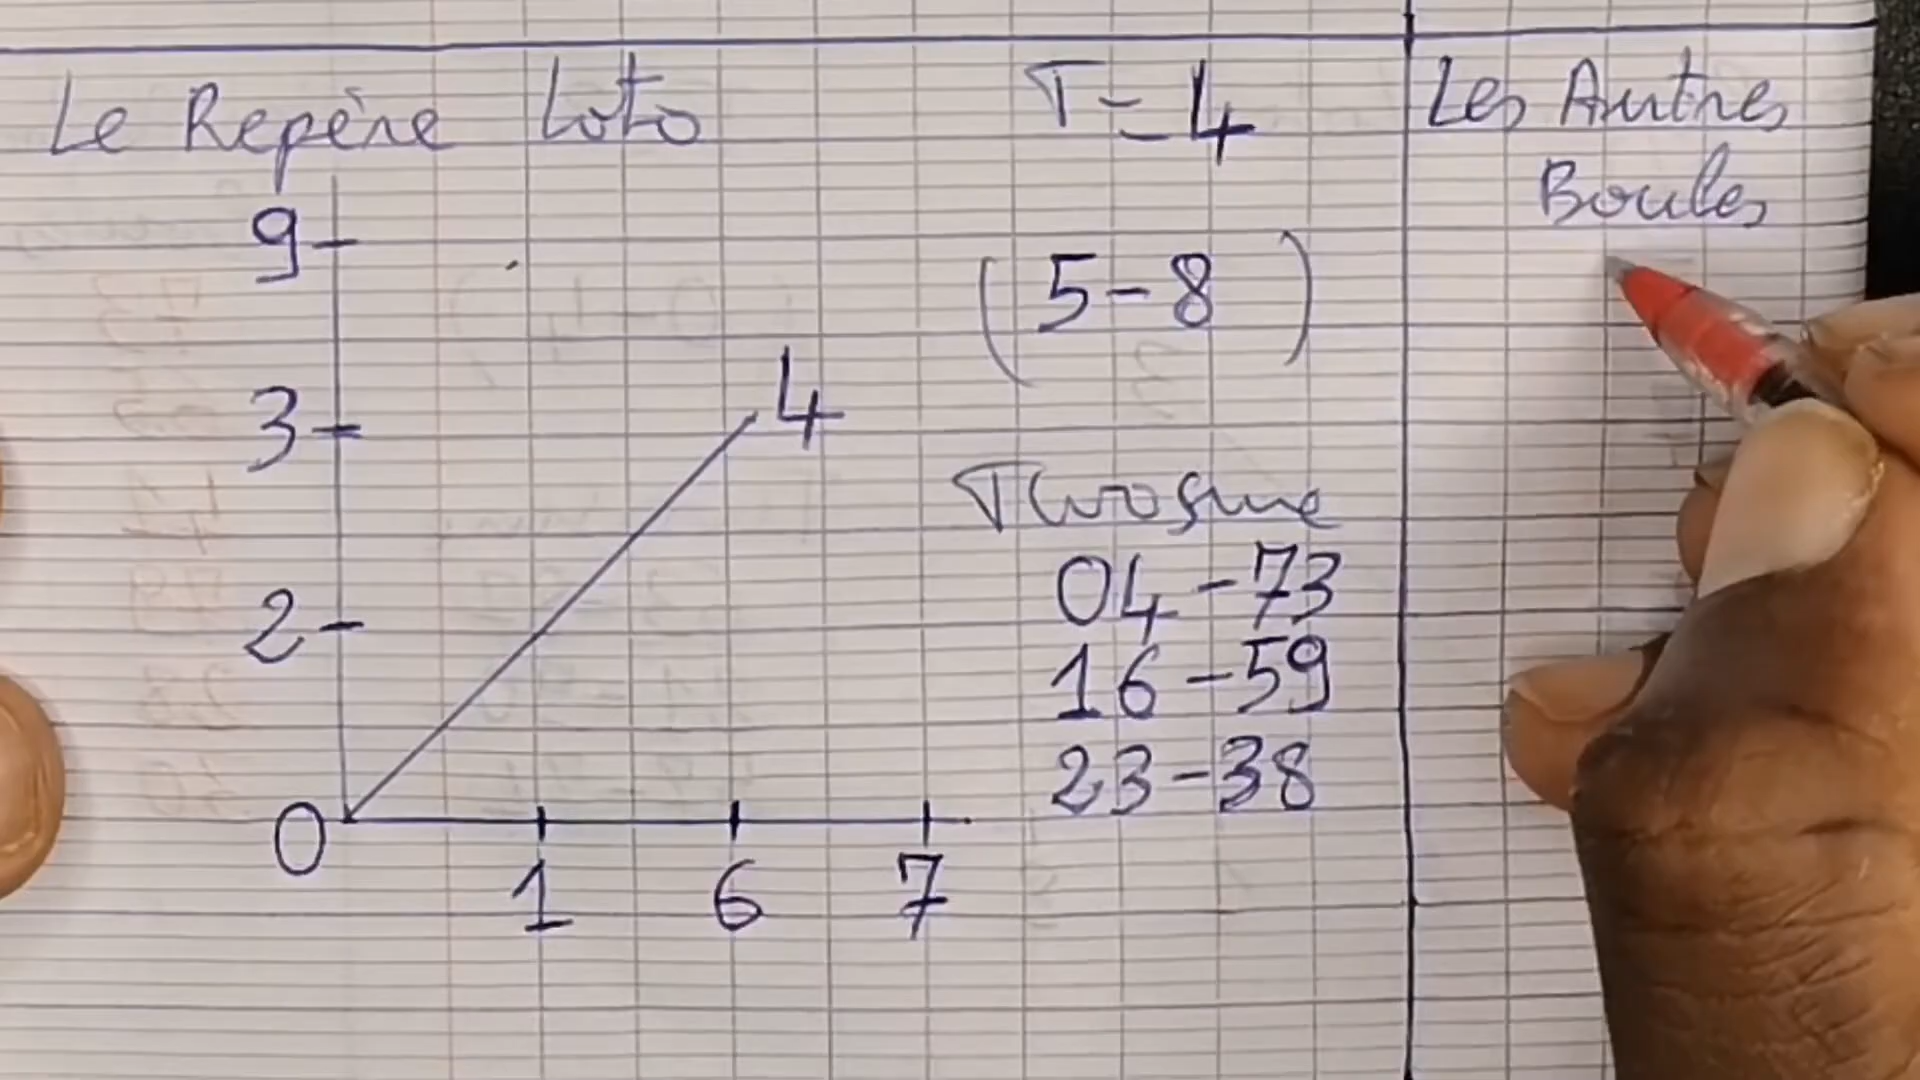 Le Repère Loto
T=4
9
(5-8)
3
4
2
Twosure
04-73
16-59
23-38
0
1 6 7
Les Autres
Boules